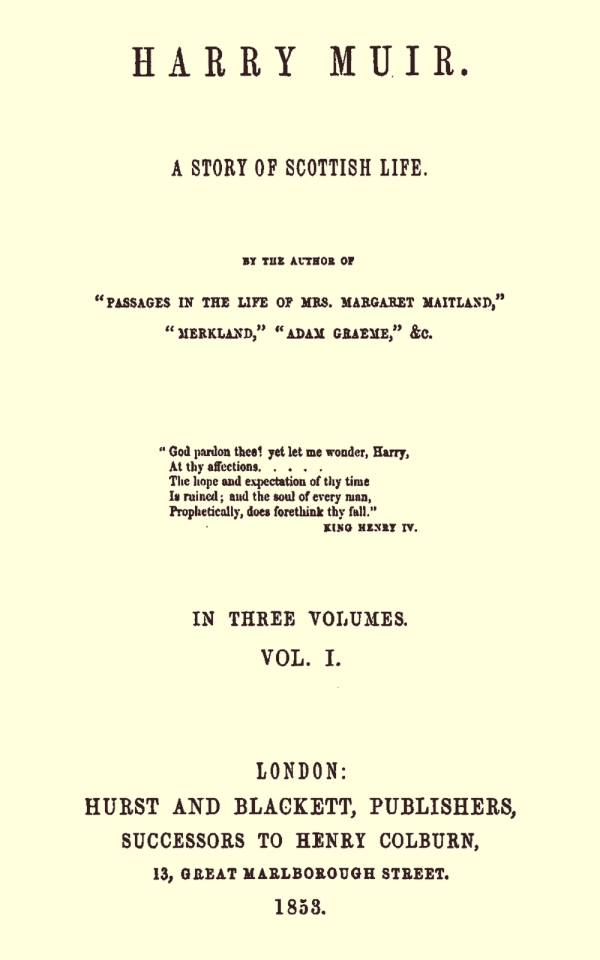 HARRY MUIR.
A STORY OF SCOTTISH LIFE.
BY THE AUTHOR OF
“PASSAGES IN THE LIFE OF MRS. MARGARET MAITLAND,”
“MERKLAND,” “ADAM GRAEME,” &C.
“ God pardon thee! yet let me wonder, Harry,
At thy affections. . . . .
The hope and expectation of thy time
Is ruined; and the soul of every man,
Prophetically, does forethink thy fall.”
KING HENRY IV.
IN THREE VOLUMES.
VOL. I.
LONDON:
HURST AND BLACKETT, PUBLISHERS,
SUCCESSORS TO HENRY COLBURN,
13, GREAT MARLBOROUGH STREET.
1853.